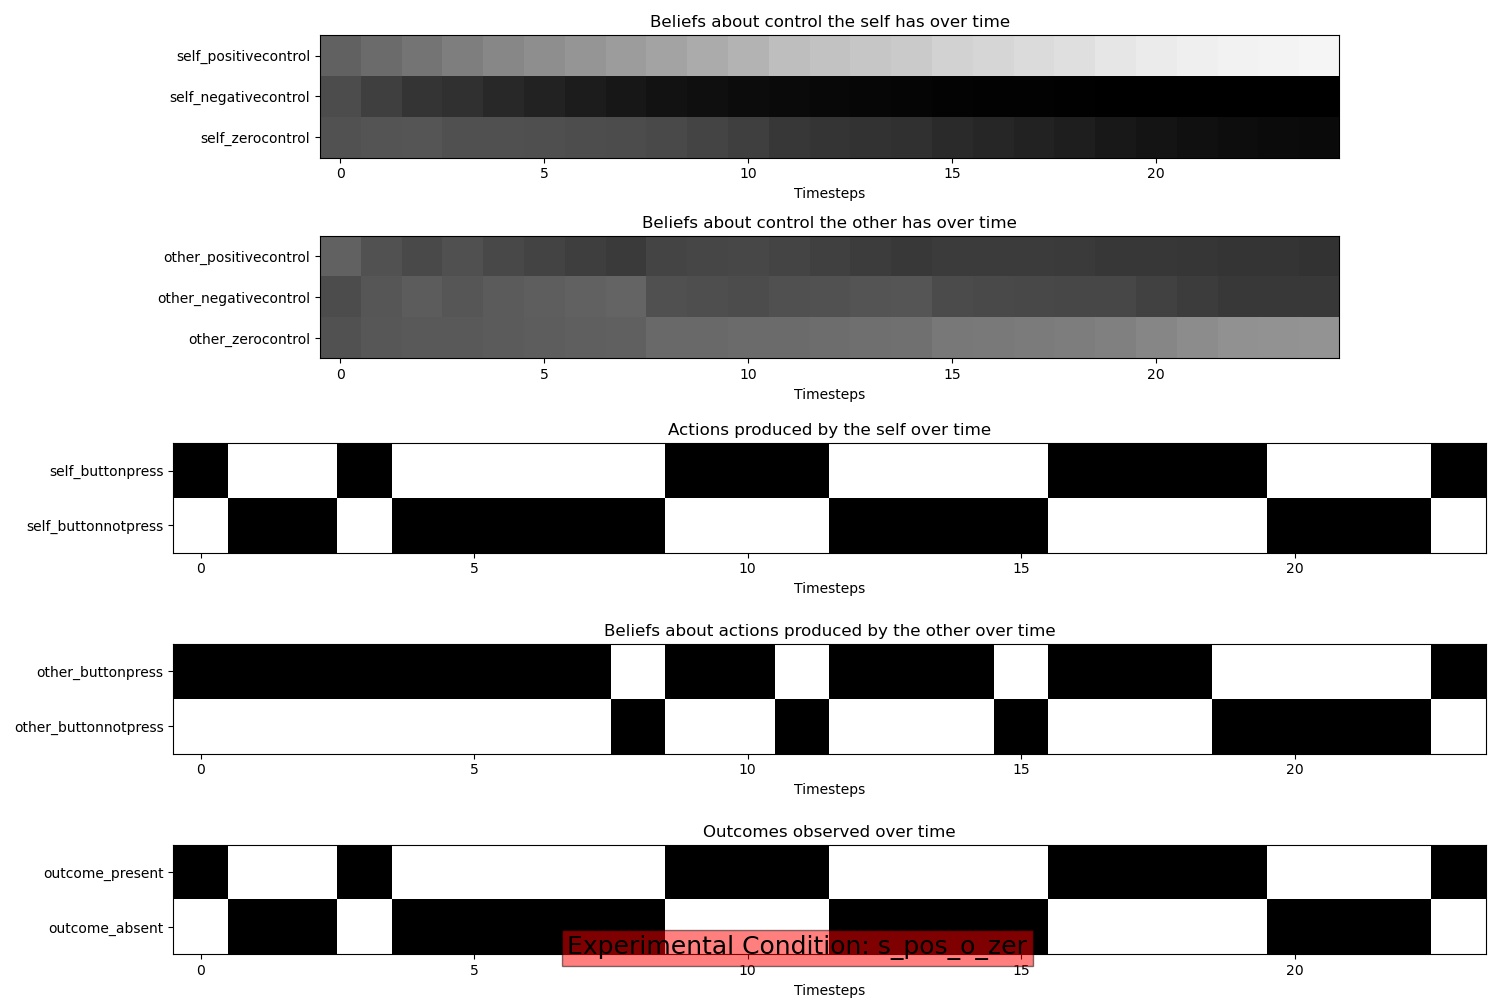 Beliefs about control the self has over time
self_positivecontrol
self_negativecontrol
self_zerocontrol
0 5 10 15 20
Timesteps
Beliefs about control the other has over time
other_positivecontrol
other_negativecontrol
other_zerocontrol
0 5 10 15 20
Timesteps
Actions produced by the self over time
self_buttonpress
self_buttonnotpress
0 5 10 15 20
Timesteps
Beliefs about actions produced by the other over time
other_buttonpress
other_buttonnotpress
0 5 10 15 20
Timesteps
Outcomes observed over time
outcome_present
outcome_absent
Experimental Condition: s_pos_o_zer
0 5 10 15 20
Timesteps